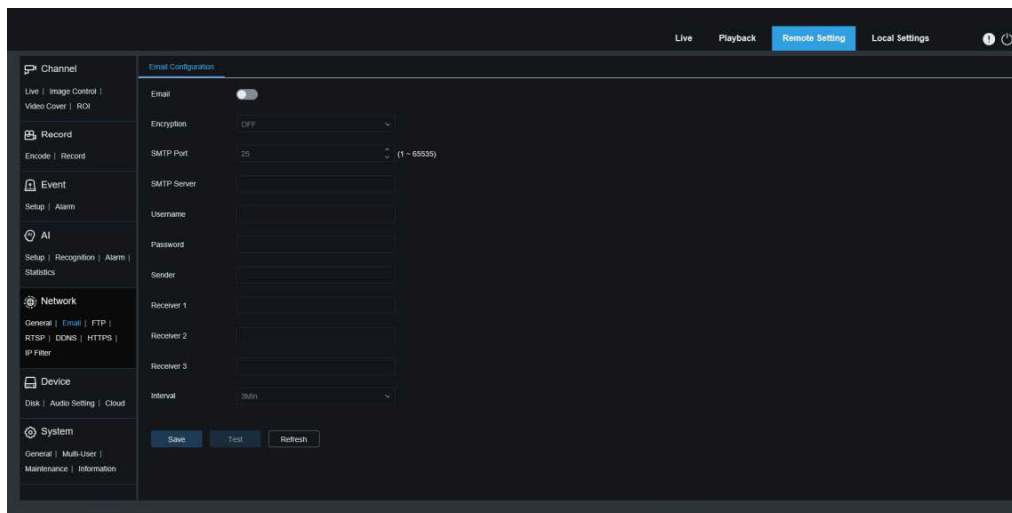 Live Playback Remote Setting Local Settings
Channel
Live | Image Control |
Video Cover | ROI
Record
Encode | Record
Event
Setup | Alarm
AI
Setup | Recognition | Alarm |
Statistics
Network
General | Email | FTP |
RTSP | DDNS | HTTPS |
IP Filter
Device
Disk | Audio Setting | Cloud
System
General | Multi-User |
Maintenance | Information
Email Configuration
Email
Encryption OFF
SMTP Port 25 (1 ~ 65535)
SMTP Server
Username
Password
Sender
Receiver 1
Receiver 2
Receiver 3
Interval 3Min
Save Test Refresh